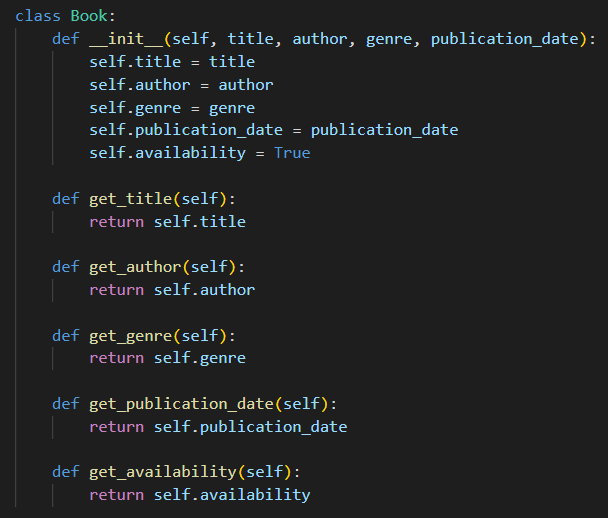 class Book:
    def __init__(self, title, author, genre, publication_date):
        self.title = title
        self.author = author
        self.genre = genre
        self.publication_date = publication_date
        self.availability = True

    def get_title(self):
        return self.title

    def get_author(self):
        return self.author

    def get_genre(self):
        return self.genre

    def get_publication_date(self):
        return self.publication_date

    def get_availability(self):
        return self.availability